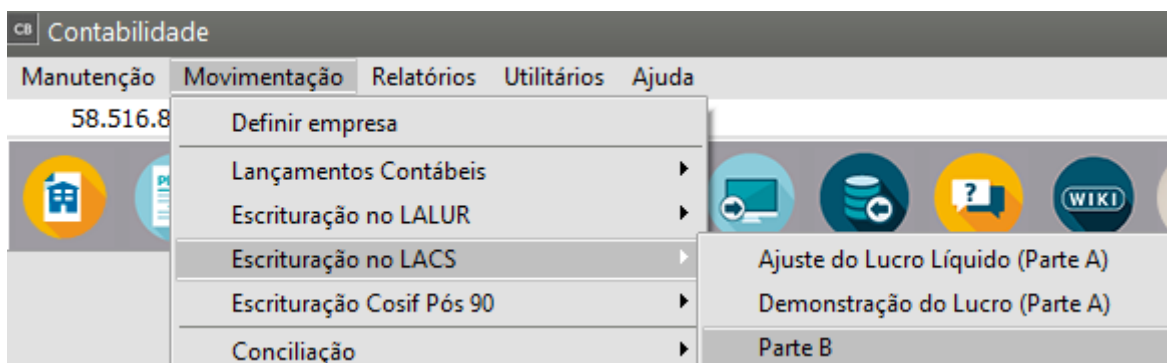 CB Contabilidade
Manutenção Movimentação Relatórios Utilitários Ajuda
58.516.8
Definir empresa
Lançamentos Contábeis
Escrituração no LALUR
WIKI
Escrituração no LACS
Ajuste do Lucro Líquido (Parte A)
Escrituração Cosif Pós 90
Demonstração do Lucro (Parte A)
Conciliação
Parte B